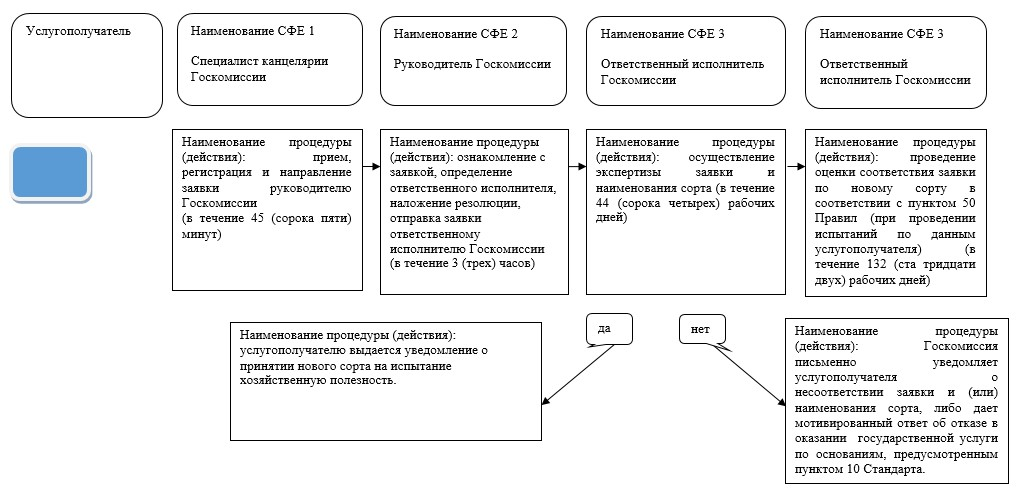 Услугополучатель
Наименование СФЕ 1
Специалист канцелярии
Госкомиссии
Наименование СФЕ 2
Руководитель Госкомиссии
Наименование СФЕ 3
Ответственный исполнитель
Госкомиссии
Наименование СФЕ 3
Ответственный
исполнитель Госкомиссии
Наименование процедуры
(действия): прием,
регистрация и направление
заявки руководителю
Госкомиссии
(в течение 45 (сорока пяти)
минут)
Наименование процедуры
(действия): ознакомление с
заявкой, определение
ответственного исполнителя,
наложение резолюции,
отправка заявки
ответственному
исполнителю Госкомиссии
(в течение 3 (трех) часов)
Наименование процедуры
(действия): осуществление
экспертизы заявки и
наименования сорта (в течение
44 (сорока четырех) рабочих
дней)
Наименование процедуры
(действия): проведение
оценки соответствия заявки
по новому сорту в
соответствии с пунктом 50
Правил (при проведении
испытаний по данным
услугополучателя) (в
течение 132 (ста тридцати
двух) рабочих дней)
да
нет
Наименование процедуры (действия):
услугополучателю выдается уведомление о
принятии нового сорта на испытание
хозяйственную полезность.
Наименование процедуры
(действия): Госкомиссия
письменно уведомляет
услугополучателя о
несоответствии заявки и (или)
наименования сорта, либо дает
мотивированный ответ об отказе в
оказании государственной услуги
по основаниям, предусмотренным
пунктом 10 Стандарта.